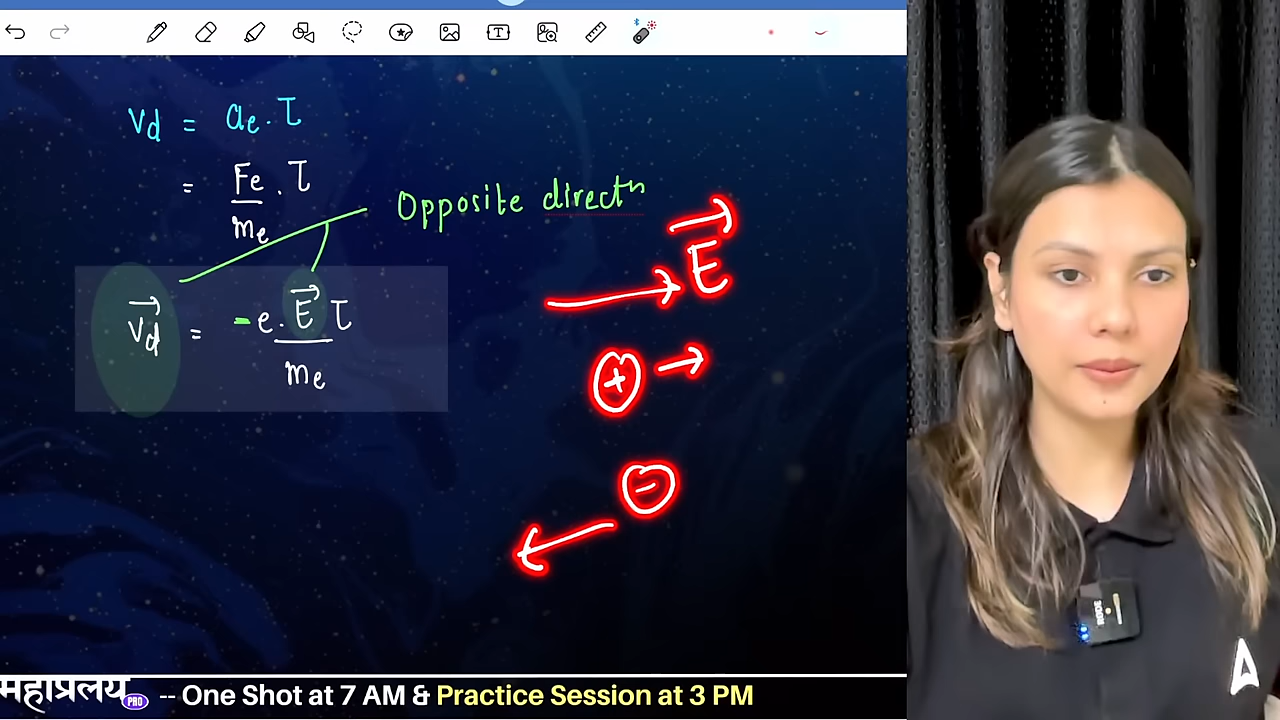 vd = ae . τ
= Fe . τ
me
Opposite directn
E
vd = - e . E τ
me
+
-
RODE
महाप्रलय PRO -- One Shot at 7 AM & Practice Session at 3 PM